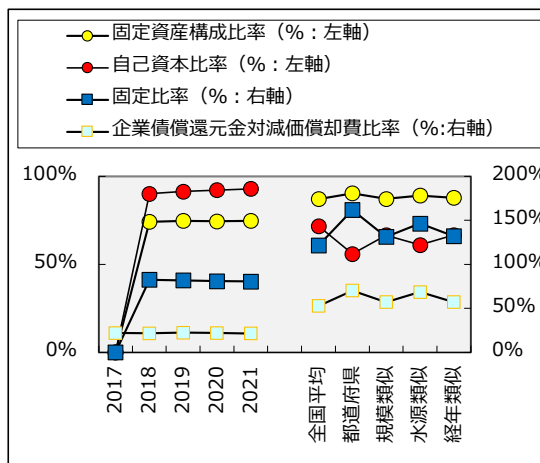 固定資産構成比率（%：左軸）
自己資本比率（%：左軸）
固定比率（%：右軸）
企業債償還元金対減価償却費比率（%:右軸）
100%
50%
0%
200%
150%
100%
50%
0%
2017
2018
2019
2020
2021
全国平均
都道府県
規模類似
水源類似
経年類似